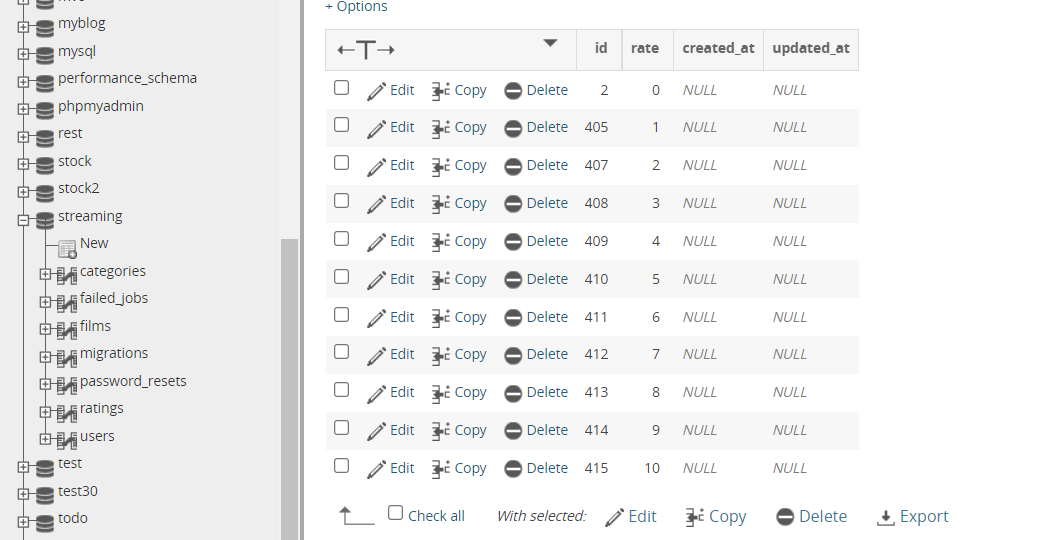 myblog
mysql
performance_schema
phpmyadmin
rest
stock
stock2
streaming
New
categories
failed_jobs
films
migrations
password_resets
ratings
users
test
test30
todo
+ Options
id rate created_at updated_at
Edit Copy Delete 2 0 NULL NULL
Edit Copy Delete 405 1 NULL NULL
Edit Copy Delete 407 2 NULL NULL
Edit Copy Delete 408 3 NULL NULL
Edit Copy Delete 409 4 NULL NULL
Edit Copy Delete 410 5 NULL NULL
Edit Copy Delete 411 6 NULL NULL
Edit Copy Delete 412 7 NULL NULL
Edit Copy Delete 413 8 NULL NULL
Edit Copy Delete 414 9 NULL NULL
Edit Copy Delete 415 10 NULL NULL
Check all With selected: Edit Copy Delete Export